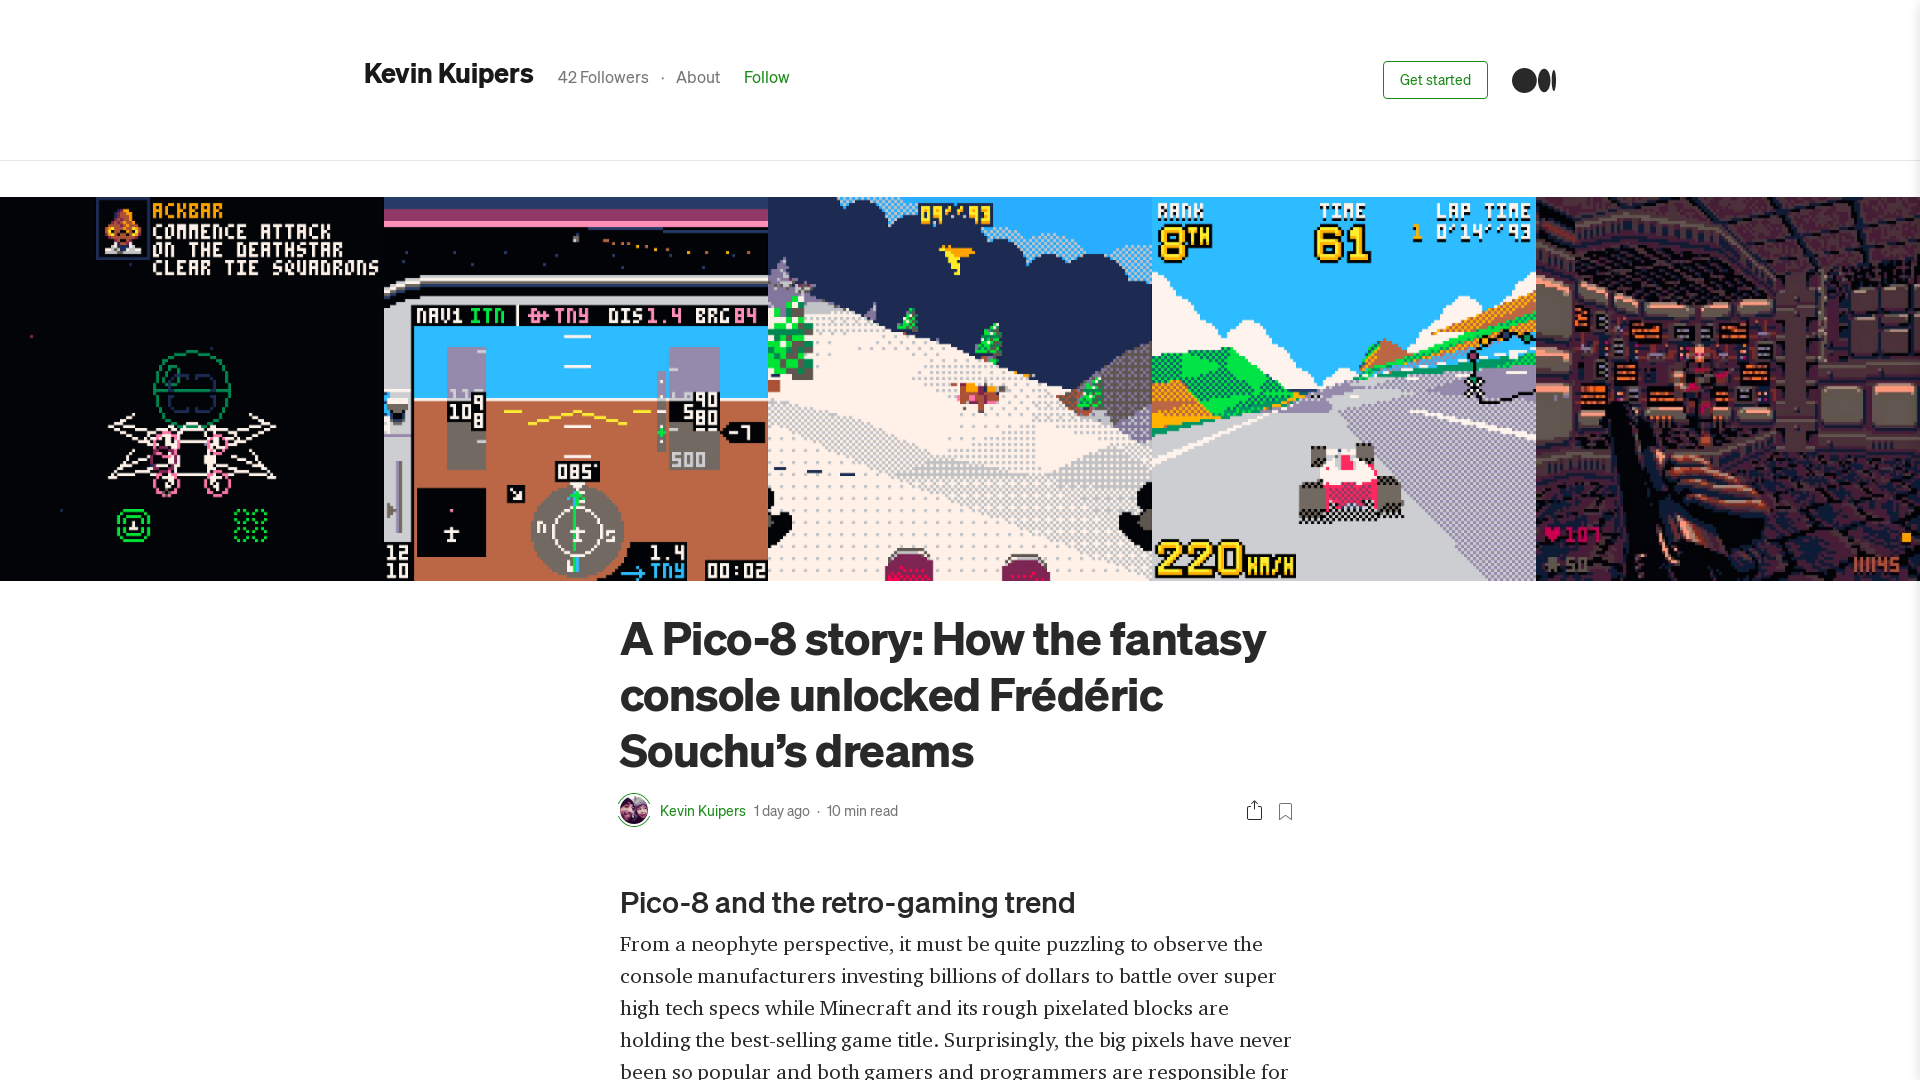 Kevin Kuipers 42 Followers · About Follow Get started
ACKBAR
COMMENCE ATTACK
ON THE DEATHSTAR
CLEAR TIE SQUADRONS
NAV1 ITN TNY DIS 1.4 BRG 84
119
10 8
90
5 80
-7
500
085°
N S
1.4
TNY
12
10
00:02
09''93
RANK TIME LAP TIME
8TH 61 1 0'14''93
220 KM/H
107
50
45
A Pico-8 story: How the fantasy
console unlocked Frédéric
Souchu’s dreams
Kevin Kuipers 1 day ago · 10 min read
Pico-8 and the retro-gaming trend
From a neophyte perspective, it must be quite puzzling to observe the
console manufacturers investing billions of dollars to battle over super
high tech specs while Minecraft and its rough pixelated blocks are
holding the best-selling game title. Surprisingly, the big pixels have never
been so popular and both gamers and programmers are responsible for